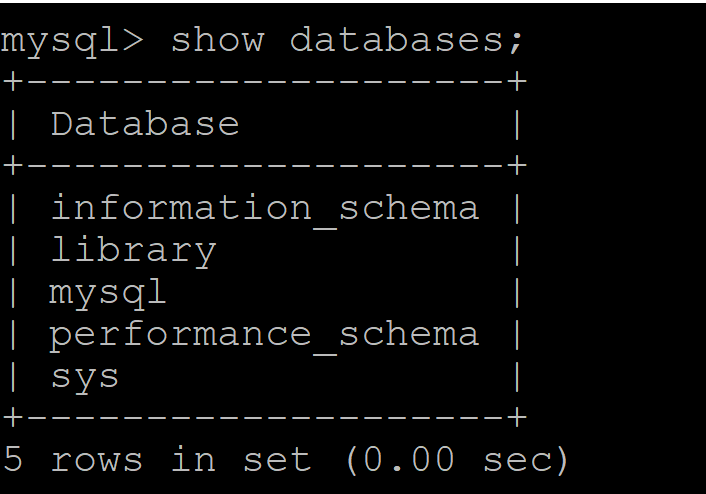 mysql> show databases;
+--------------------+
| Database           |
+--------------------+
| information_schema |
| library            |
| mysql              |
| performance_schema |
| sys                |
+--------------------+
5 rows in set (0.00 sec)